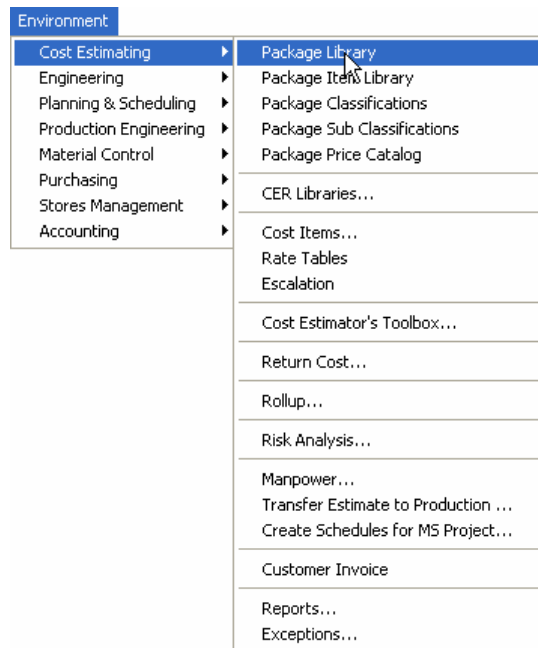 Environment
Cost Estimating
Engineering
Planning & Scheduling
Production Engineering
Material Control
Purchasing
Stores Management
Accounting
Package Library
Package Item Library
Package Classifications
Package Sub Classifications
Package Price Catalog
CER Libraries...
Cost Items...
Rate Tables
Escalation
Cost Estimator's Toolbox...
Return Cost...
Rollup...
Risk Analysis...
Manpower...
Transfer Estimate to Production ...
Create Schedules for MS Project...
Customer Invoice
Reports...
Exceptions...